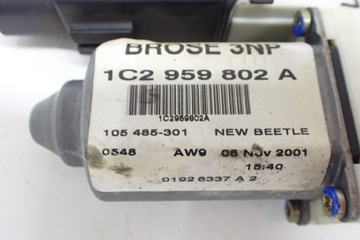 BROSE 3NP
1C2 959 802 A
1C2959802A
105 485-301 NEW BEETLE
0548 AW9 06 Nov 2001
15:40
0192 6337 A 2